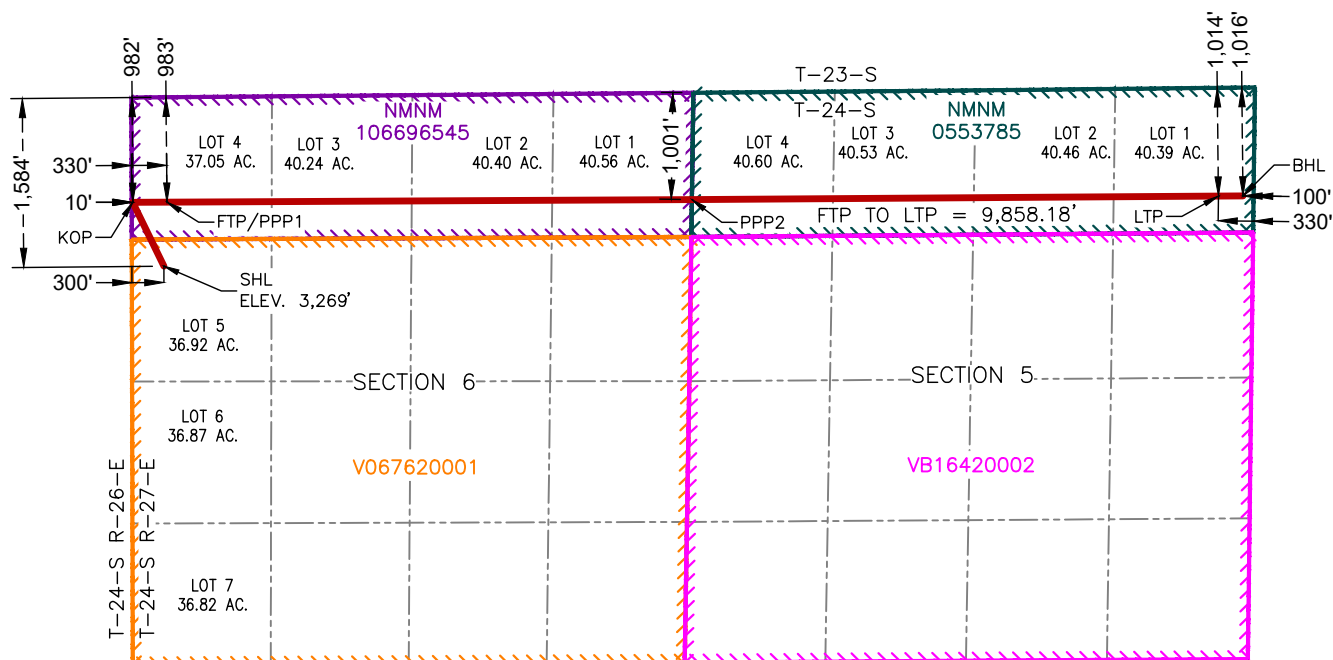 982'
983'
1,014'
1,016'
T-23-S
T-24-S
NMNM
106696545
NMNM
0553785
LOT 4
37.05 AC.
LOT 3
40.24 AC.
LOT 2
40.40 AC.
LOT 1
40.56 AC.
1,001'
LOT 4
40.60 AC.
LOT 3
40.53 AC.
LOT 2
40.46 AC.
LOT 1
40.39 AC.
1,584'
330'
10'
KOP
FTP/PPP1
PPP2
FTP TO LTP = 9,858.18'
LTP
BHL
100'
330'
300'
SHL
ELEV. 3,269'
LOT 5
36.92 AC.
SECTION 6
SECTION 5
LOT 6
36.87 AC.
V067620001
VB16420002
LOT 7
36.82 AC.
T-24-S R-26-E
T-24-S R-27-E